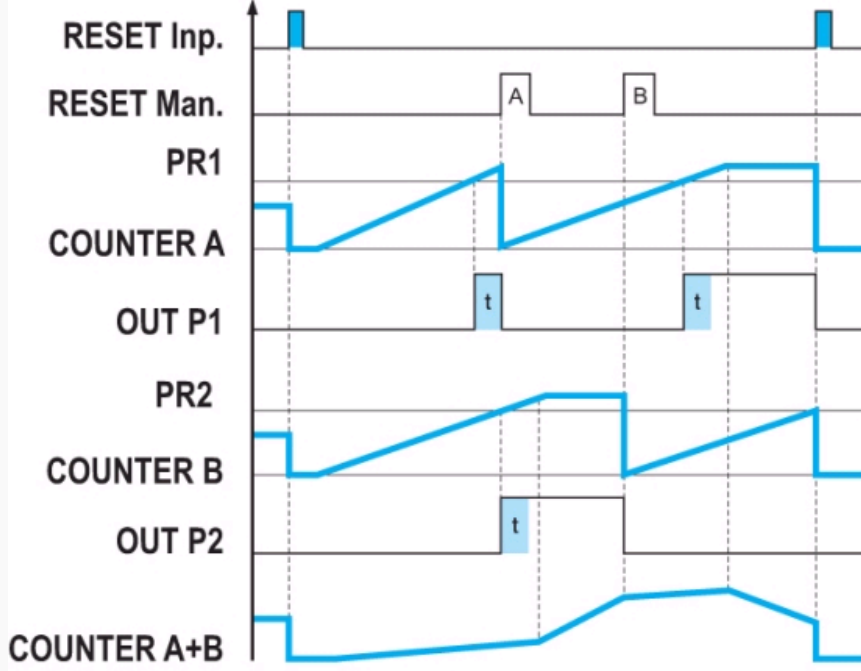 RESET Inp.
RESET Man.
A
B
PR1
COUNTER A
OUT P1
t
t
PR2
COUNTER B
OUT P2
t
COUNTER A+B